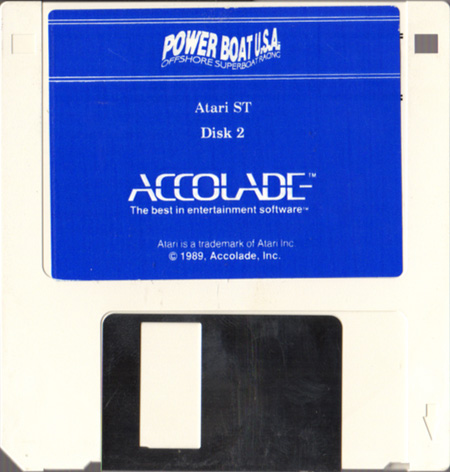 POWER BOAT U.S.A.
OFFSHORE SUPERBOAT RACING
Atari ST
Disk 2
ACCOLADE™
The best in entertainment software™
Atari is a trademark of Atari Inc.
© 1989, Accolade, Inc.